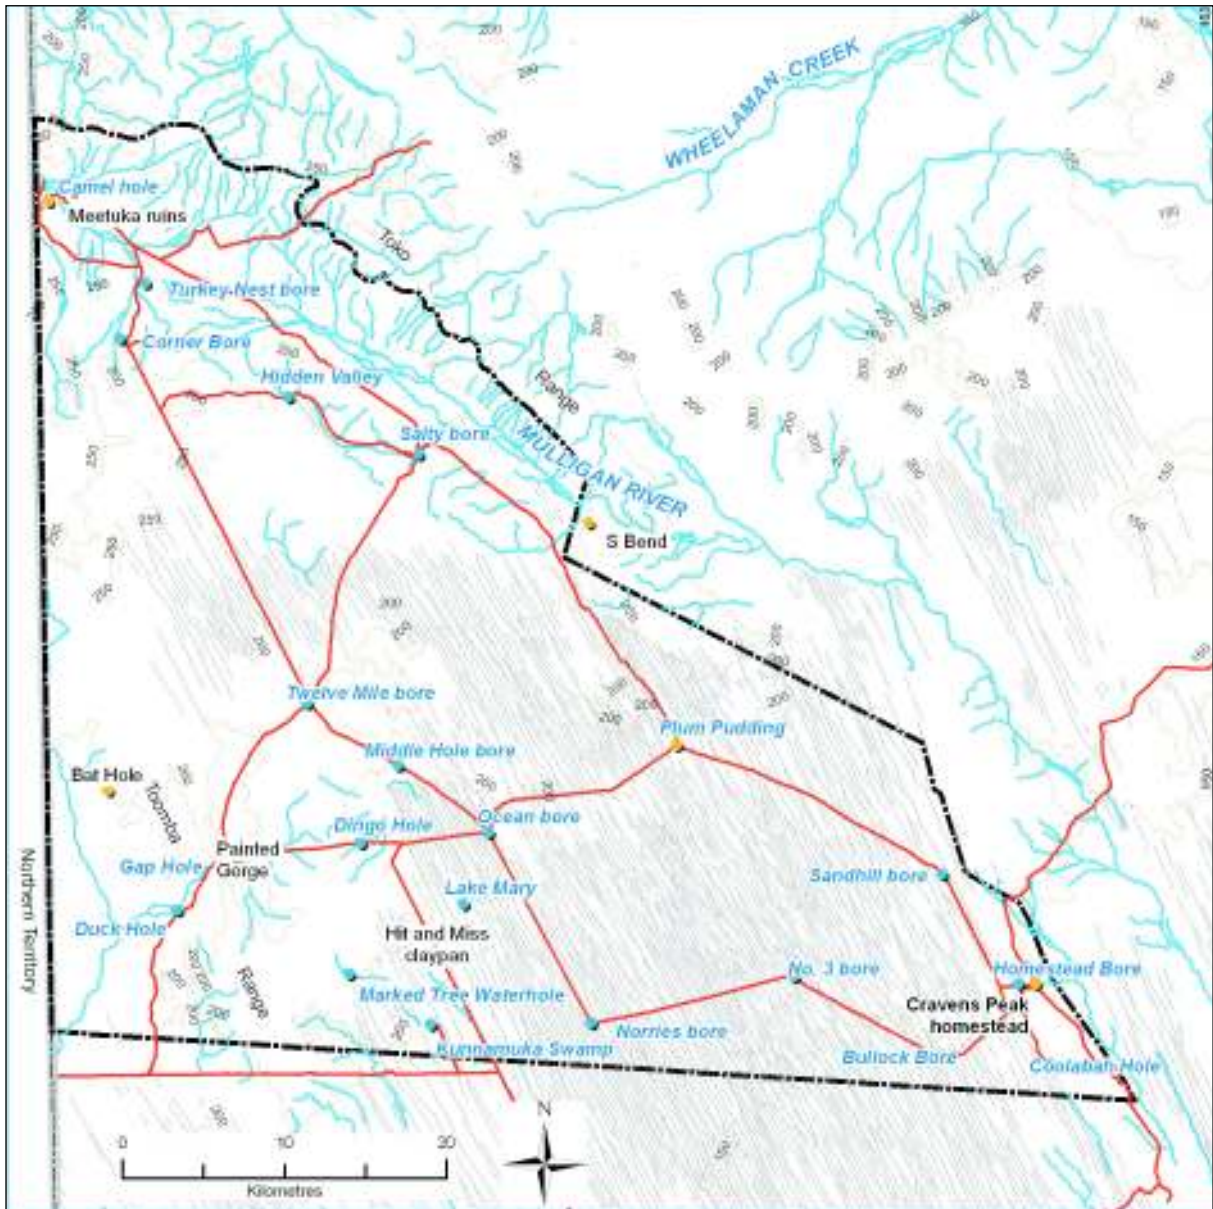 WHEELAMAN CREEK
Camel hole
Meetuka ruins
Toko
Turkey Nest bore
Corner Bore
Hidden Valley
Range
Salty bore
MULLIGAN RIVER
S Bend
Twelve Mile bore
Plum Pudding
Middle Hole bore
Bat Hole
Toomba
Ocean bore
Dingo Hole
Painted
Gorge
Gap Hole
Sandhill bore
Lake Mary
Duck Hole
Hit and Miss
claypan
Northern Territory
Range
No. 3 bore
Homestead Bore
Marked Tree Waterhole
Cravens Peak
homestead
Norries bore
Kunnamuka Swamp
Bullock Bore
Coolabah Hole
N
0 10 20
Kilometres